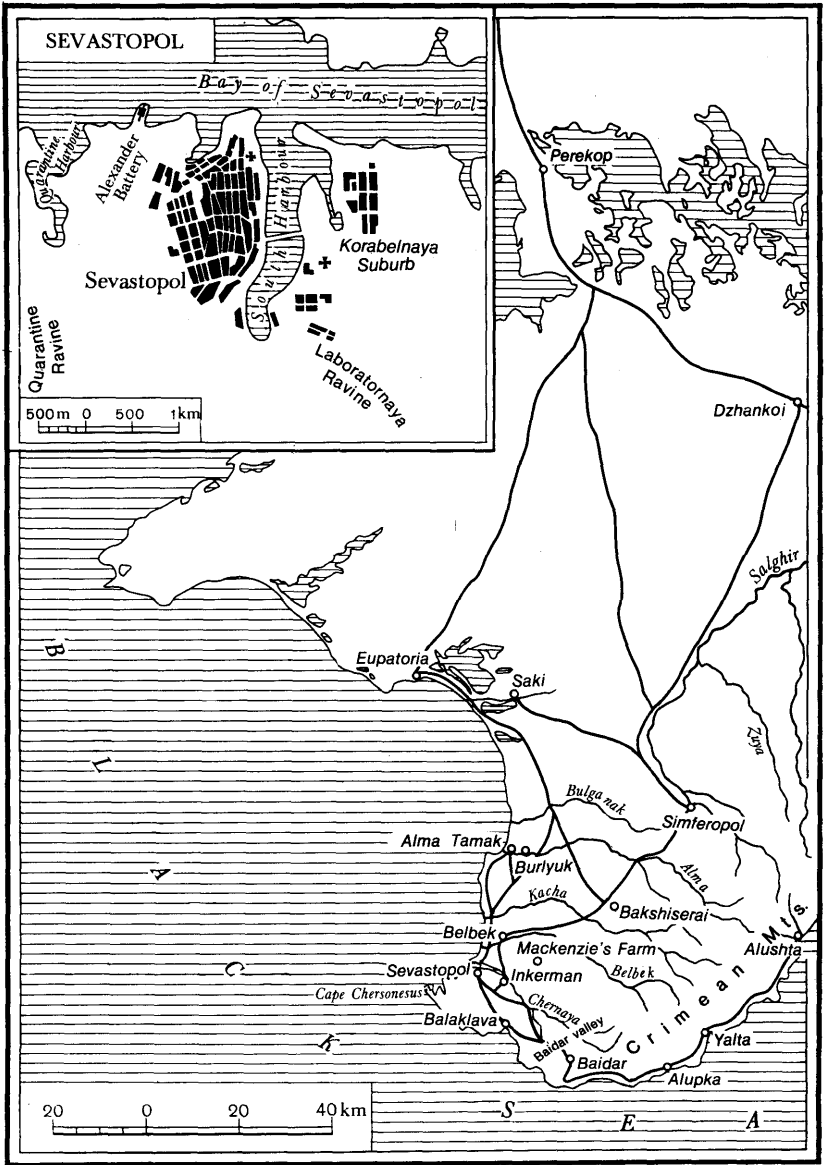 SEVASTOPOL
Bay of Sevastopol
Quarantine
Harbour
Alexander
Battery
South Harbour
Korabelnaya
Suburb
Sevastopol
Quarantine
Ravine
Laboratornaya
Ravine
500m 0 500 1km
Perekop
Dzhankoi
Salghir
Zuya
Eupatoria
Saki
Bulganak
Simferopol
Alma Tamak
Burlyuk
Alma
Kacha
Bakshiserai
Belbek
Mackenzie's Farm
Belbek
Alushta
Sevastopol
Inkerman
Cape Chersonesus
Chernaya
Balaklava
Baidar valley
Baidar
Crimean Mts.
Yalta
Alupka
BLACK
SEA
20 0 20 40 km